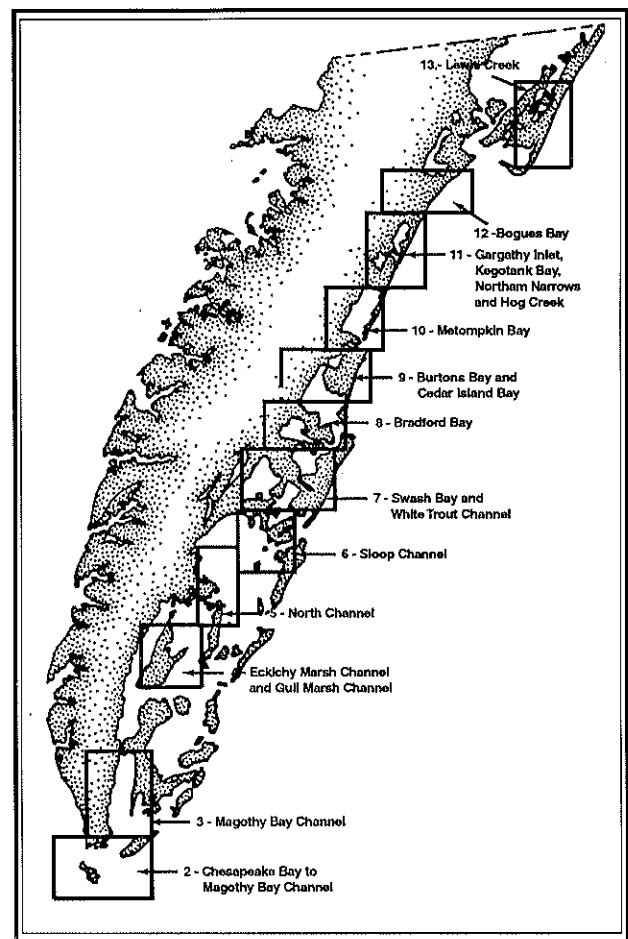 13,- Lewis Creek
12 -Bogues Bay
11 - Gargathy Inlet,
Kegotank Bay,
Northam Narrows
and Hog Creek
10 - Metompkin Bay
9 - Burtons Bay and
Cedar Island Bay
8 - Bradford Bay
7 - Swash Bay and
White Trout Channel
6 - Sloop Channel
5 - North Channel
Eckichy Marsh Channel
and Gull Marsh Channel
3 - Magothy Bay Channel
2 - Chesapeake Bay to
Magothy Bay Channel